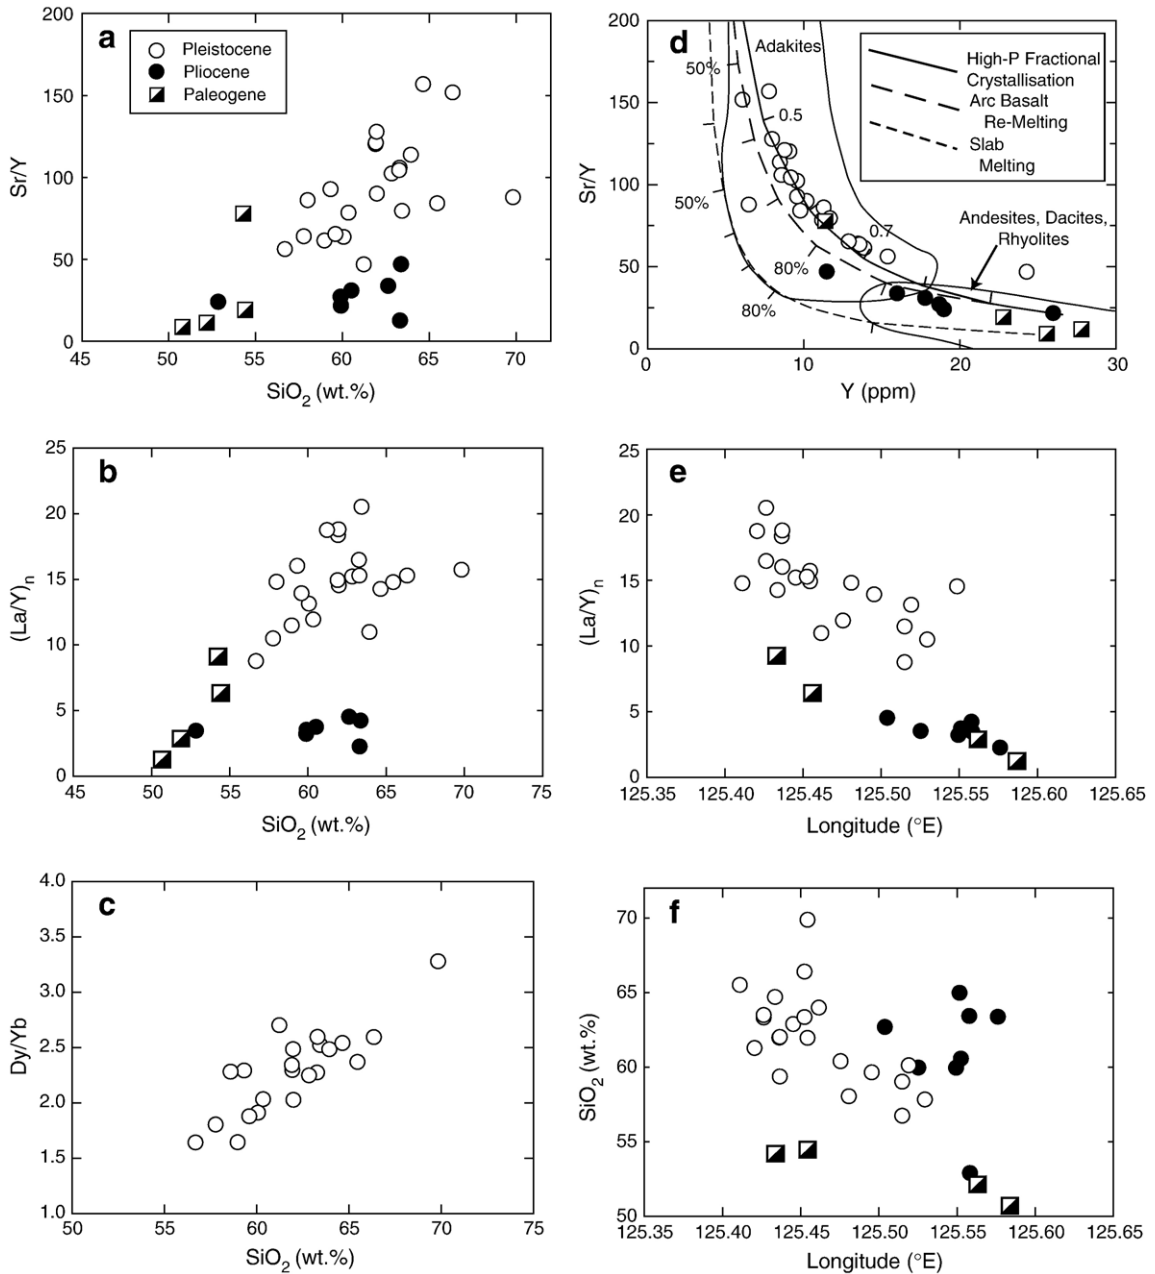 a
Pleistocene
Pliocene
Paleogene
200
150
100
50
0
Sr/Y
45 50 55 60 65 70
SiO2 (wt.%)
d
Adakites
50%
0.5
50%
0.7
80%
80%
High-P Fractional
Crystallisation
Arc Basalt
Re-Melting
Slab
Melting
Andesites, Dacites,
Rhyolites
200
150
100
50
0
Sr/Y
0 10 20 30
Y (ppm)
b
25
20
15
10
5
0
(La/Y)n
45 50 55 60 65 70 75
SiO2 (wt.%)
e
25
20
15
10
5
0
(La/Y)n
125.35 125.40 125.45 125.50 125.55 125.60 125.65
Longitude (°E)
c
4.0
3.5
3.0
2.5
2.0
1.5
1.0
Dy/Yb
50 55 60 65 70 75
SiO2 (wt.%)
f
70
65
60
55
50
SiO2 (wt.%)
125.35 125.40 125.45 125.50 125.55 125.60 125.65
Longitude (°E)